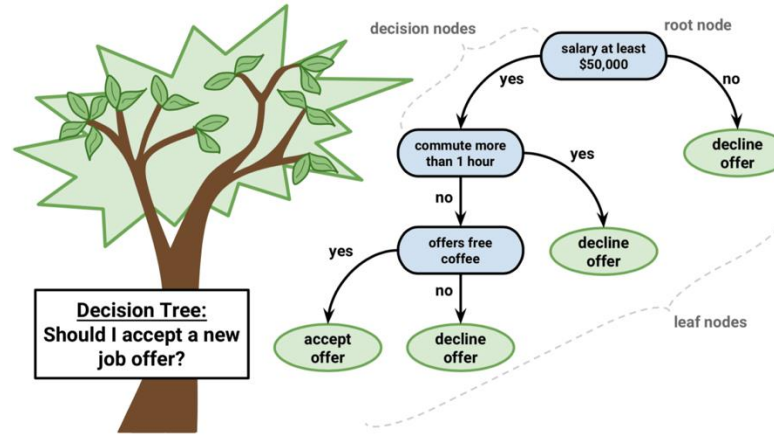 decision nodes
root node
salary at least
$50,000
yes
no
commute more
than 1 hour
yes
decline
offer
no
offers free
coffee
decline
offer
yes
no
leaf nodes
accept
offer
decline
offer
Decision Tree:
Should I accept a new
job offer?